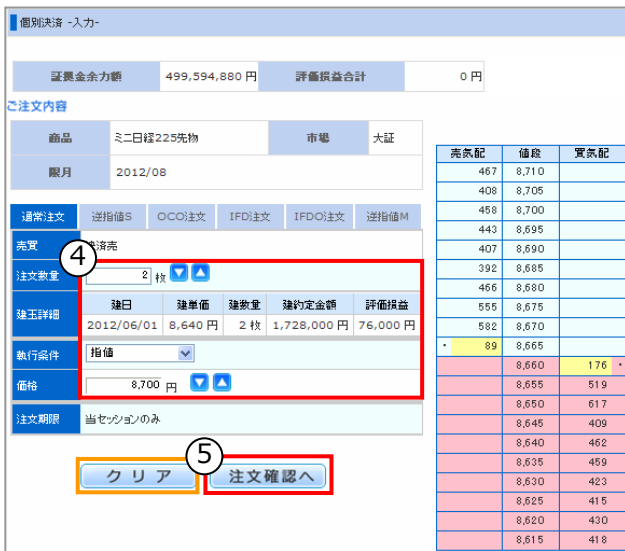 個別決済 -入力-
証拠金余力額 499,594,880 円 評価損益合計 0 円
ご注文内容
商品 ミニ日経225先物 市場 大証
限月 2012/08
通常注文 逆指値S OCO注文 IFD注文 IFDO注文 逆指値M
売買 決済売
④
注文数量 2 枚
建玉詳細 建日 建単価 建数量 建約定金額 評価損益
2012/06/01 8,640 円 2 枚 1,728,000 円 76,000 円
執行条件 指値
価格 8,700 円
注文期限 当セッションのみ
⑤
クリア 注文確認へ
売気配 値段 買気配
467 8,710
408 8,705
458 8,700
443 8,695
407 8,690
392 8,685
466 8,680
555 8,675
582 8,670
・ 89 8,665
8,660 176 ・
8,655 519
8,650 617
8,645 409
8,640 462
8,635 459
8,630 423
8,625 415
8,620 430
8,615 418